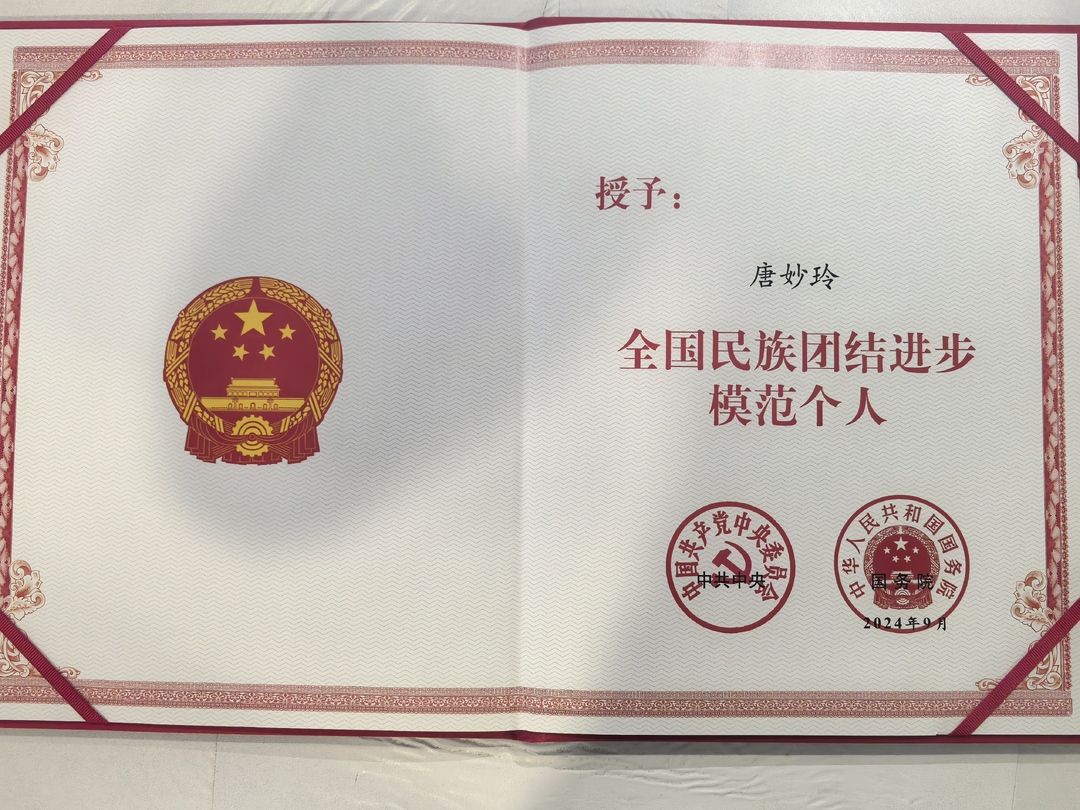 授予：
唐妙玲
全国民族团结进步
模范个人
中国共产党中央委员会
中共中央
中华人民共和国国务院
国务院
2024年9月